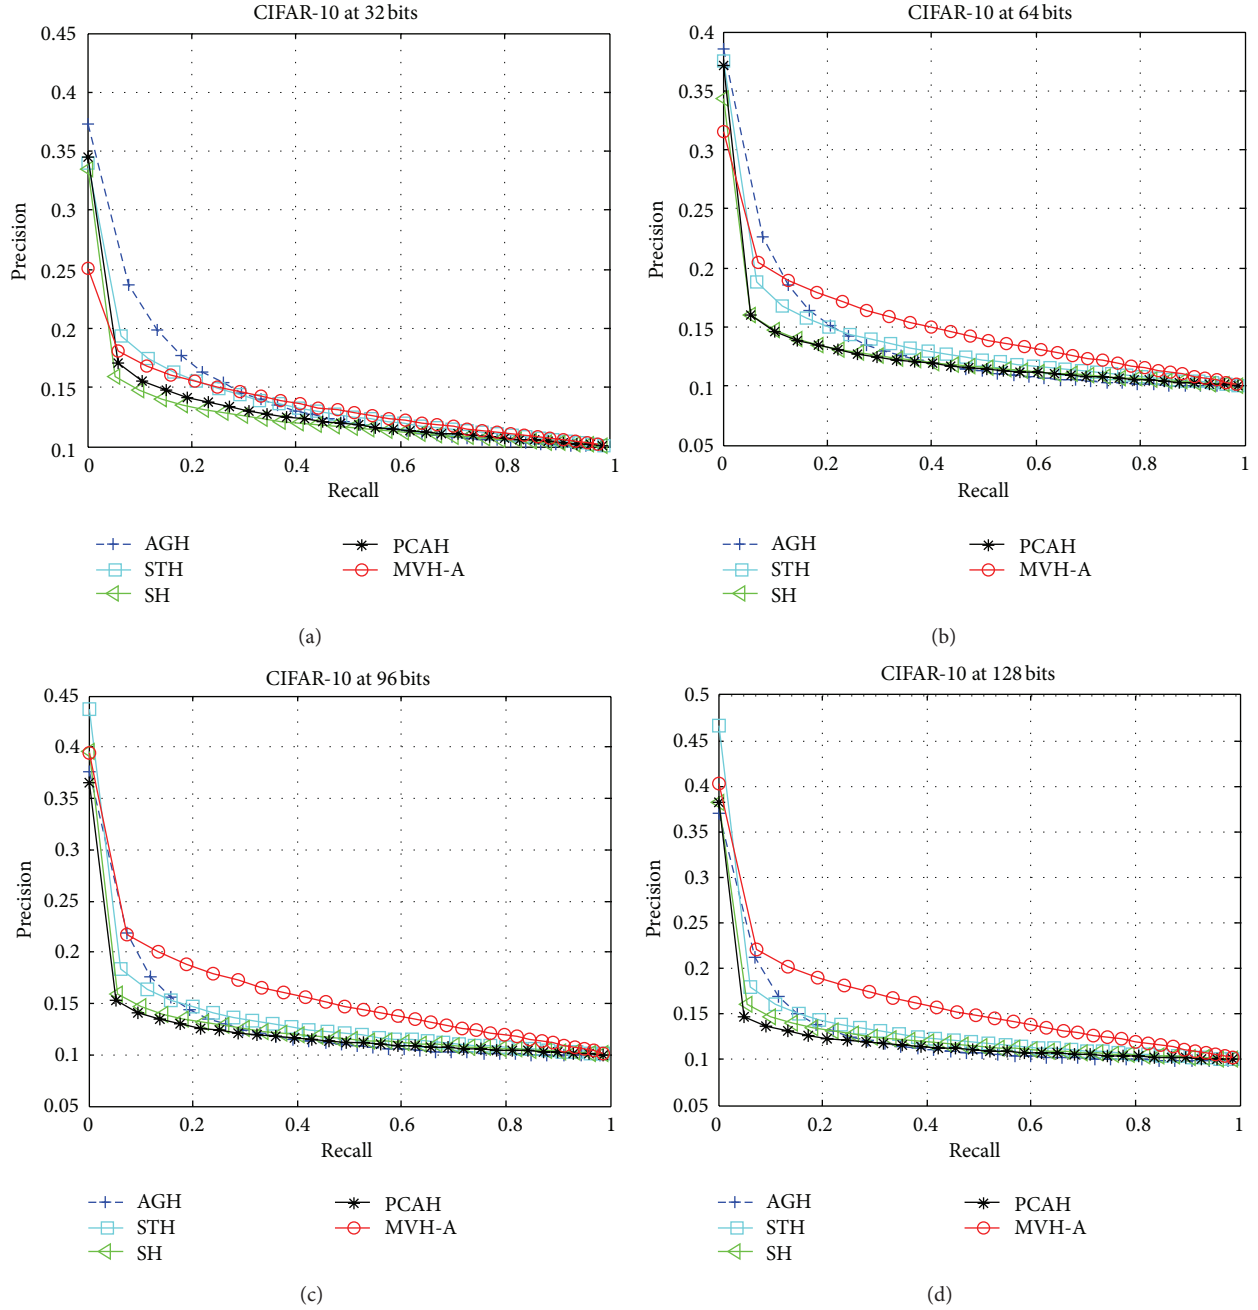 CIFAR-10 at 32 bits
0.45
0.4
0.35
0.3
0.25
0.2
0.15
0.1
Precision
0 0.2 0.4 0.6 0.8 1
Recall
AGH
STH
SH
PCAH
MVH-A
(a)
CIFAR-10 at 64 bits
0.4
0.35
0.3
0.25
0.2
0.15
0.1
0.05
Precision
0 0.2 0.4 0.6 0.8 1
Recall
AGH
STH
SH
PCAH
MVH-A
(b)
CIFAR-10 at 96 bits
0.45
0.4
0.35
0.3
0.25
0.2
0.15
0.1
0.05
Precision
0 0.2 0.4 0.6 0.8 1
Recall
AGH
STH
SH
PCAH
MVH-A
(c)
CIFAR-10 at 128 bits
0.5
0.45
0.4
0.35
0.3
0.25
0.2
0.15
0.1
0.05
Precision
0 0.2 0.4 0.6 0.8 1
Recall
AGH
STH
SH
PCAH
MVH-A
(d)